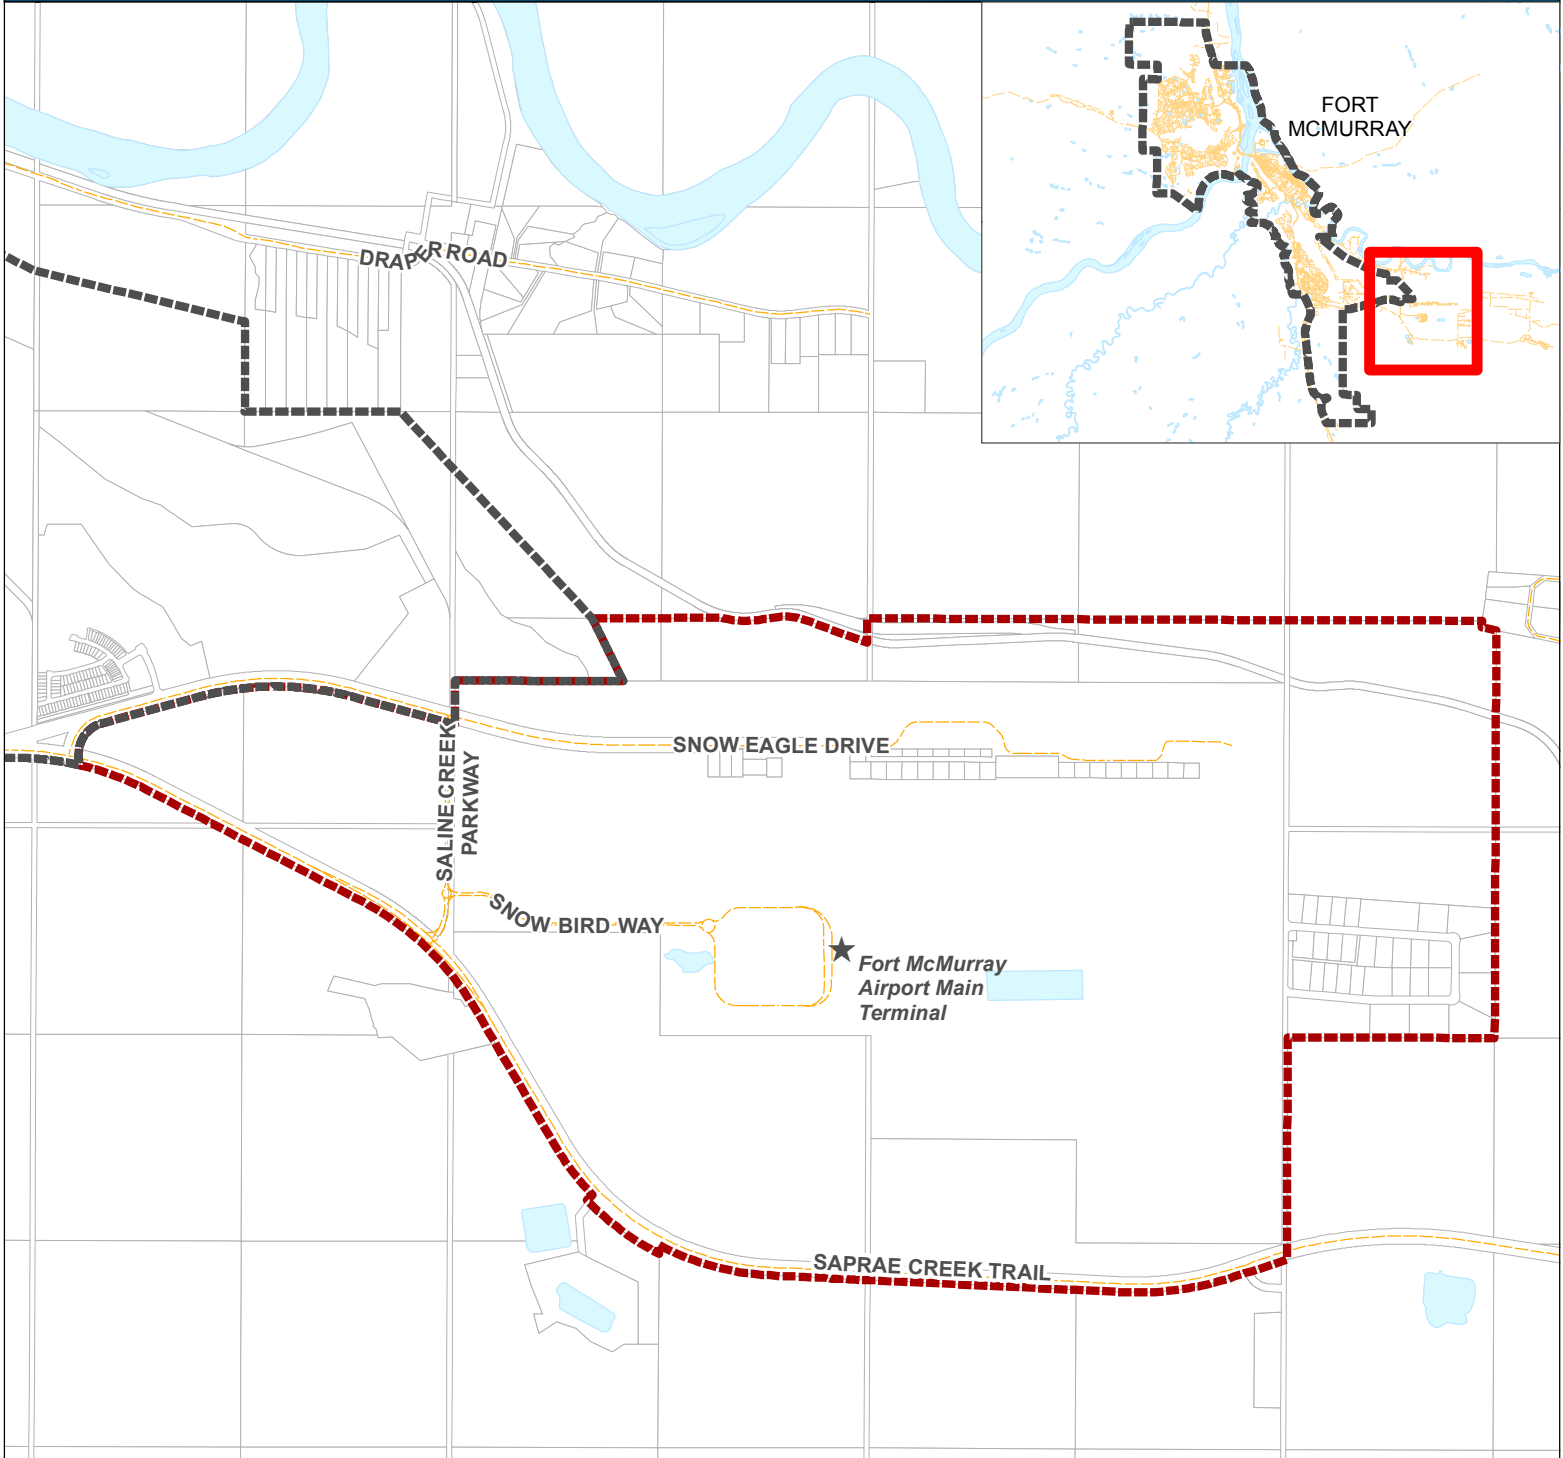 FORT
MCMURRAY
DRAPER ROAD
SNOW EAGLE DRIVE
SALINE CREEK
PARKWAY
SNOW BIRD WAY
Fort McMurray
Airport Main
Terminal
SAPRAE CREEK TRAIL